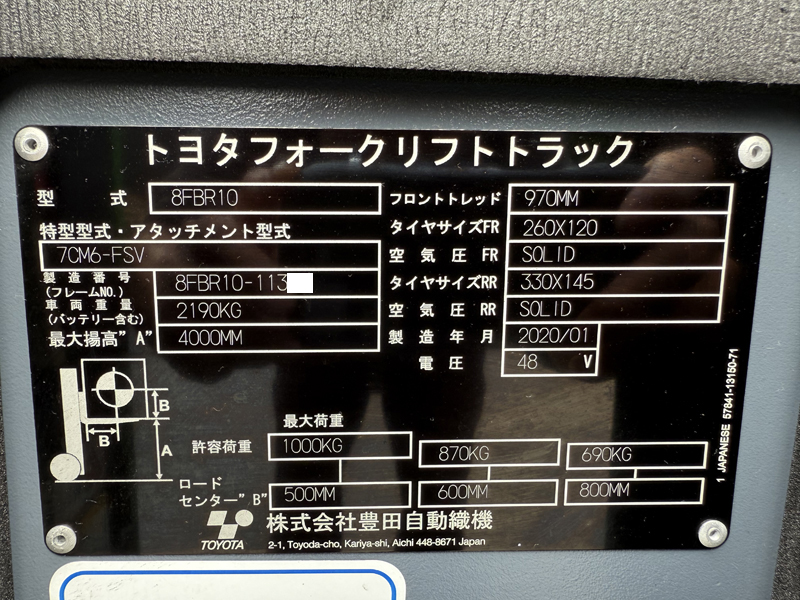 トヨタフォークリフトトラック
型 式 8FBR10
特型型式・アタッチメント型式
7CM6-FSV
製造番号 (フレームNO.) 8FBR10-113
車両重量 (バッテリー含む) 2190KG
最大揚高"A" 4000MM
フロントトレッド 970MM
タイヤサイズFR 260X120
空気圧 FR SOLID
タイヤサイズRR 330X145
空気圧 RR SOLID
製造年月 2020/01
電圧 48 V
B
B
A
最大荷重
許容荷重 1000KG 870KG 690KG
ロードセンター"B" 500MM 600MM 800MM
TOYOTA
株式会社豊田自動織機
2-1, Toyoda-cho, Kariya-shi, Aichi 448-8671 Japan
1 JAPANESE 57841-13150-71